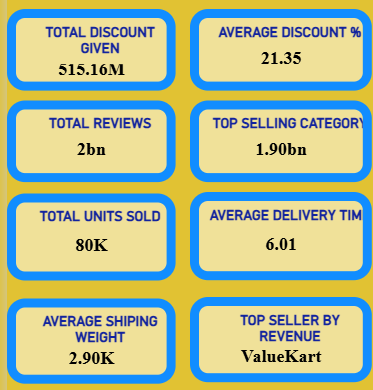 TOTAL DISCOUNT
GIVEN
515.16M
AVERAGE DISCOUNT %
21.35
TOTAL REVIEWS
2bn
TOP SELLING CATEGORY
1.90bn
TOTAL UNITS SOLD
80K
AVERAGE DELIVERY TIM
6.01
AVERAGE SHIPING
WEIGHT
2.90K
TOP SELLER BY
REVENUE
ValueKart